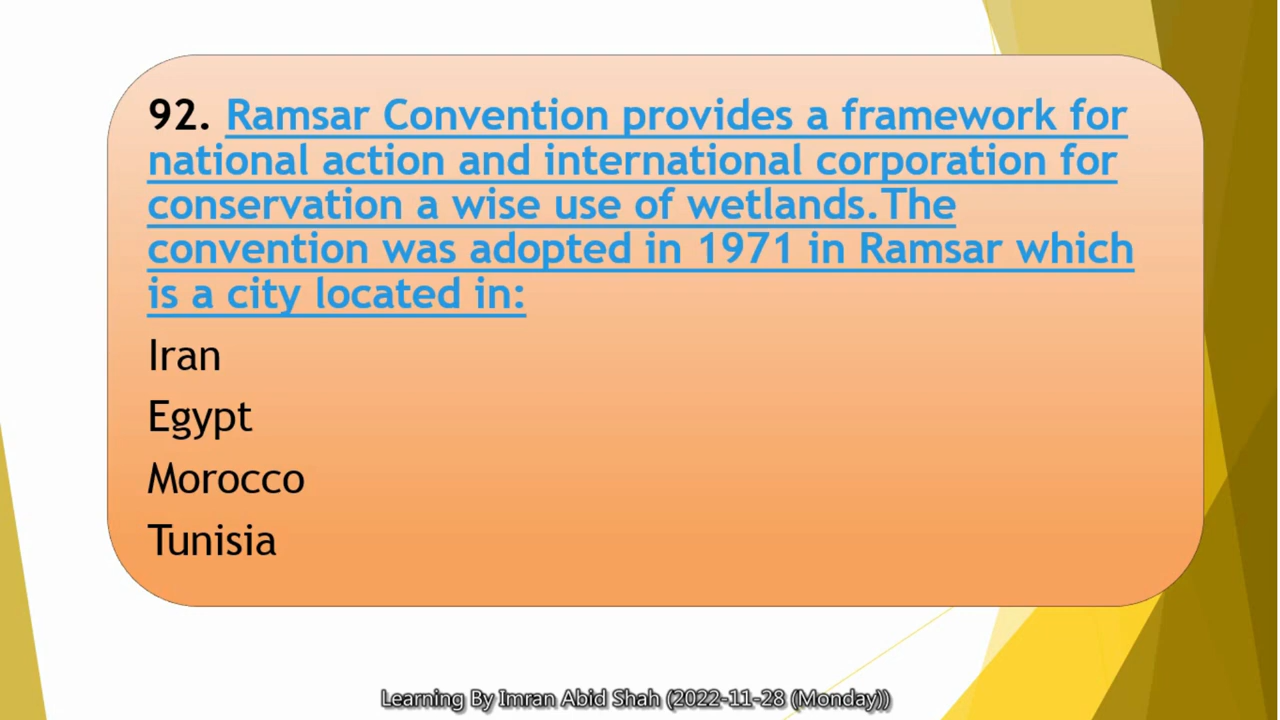 92. Ramsar Convention provides a framework for
national action and international corporation for
conservation a wise use of wetlands.The
convention was adopted in 1971 in Ramsar which
is a city located in:
Iran
Egypt
Morocco
Tunisia
Learning By Imran Abid Shah (2022-11-28 (Monday))